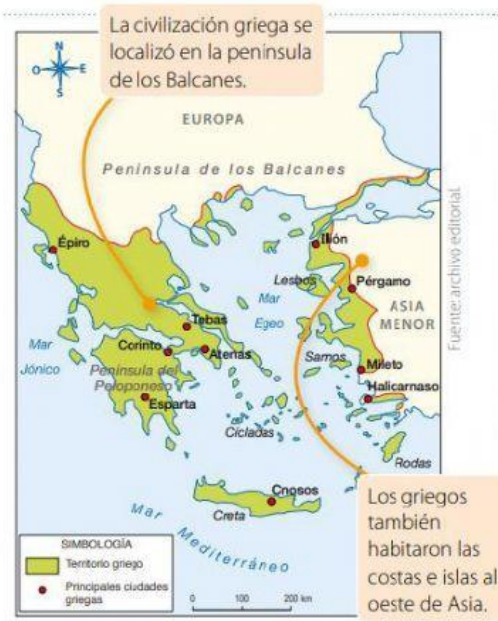 La civilización griega se
localizó en la península
de los Balcanes.
N
O E
S
EUROPA
Península de los Balcanes
Épiro
Ilión
Lesbos
Pérgamo
Mar
Egeo
ASIA
MENOR
Tebas
Corinto
Atenas
Samos
Mar
Jónico
Península del
Peloponeso
Mileto
Esparta
Halicarnaso
Cícladas
Rodas
Cnosos
Creta
Mar Mediterráneo
Los griegos
también
habitaron las
costas e islas al
oeste de Asia.
SIMBOLOGÍA
Territorio griego
Principales ciudades
griegas
0 100 200 km
Fuente: archivo editorial